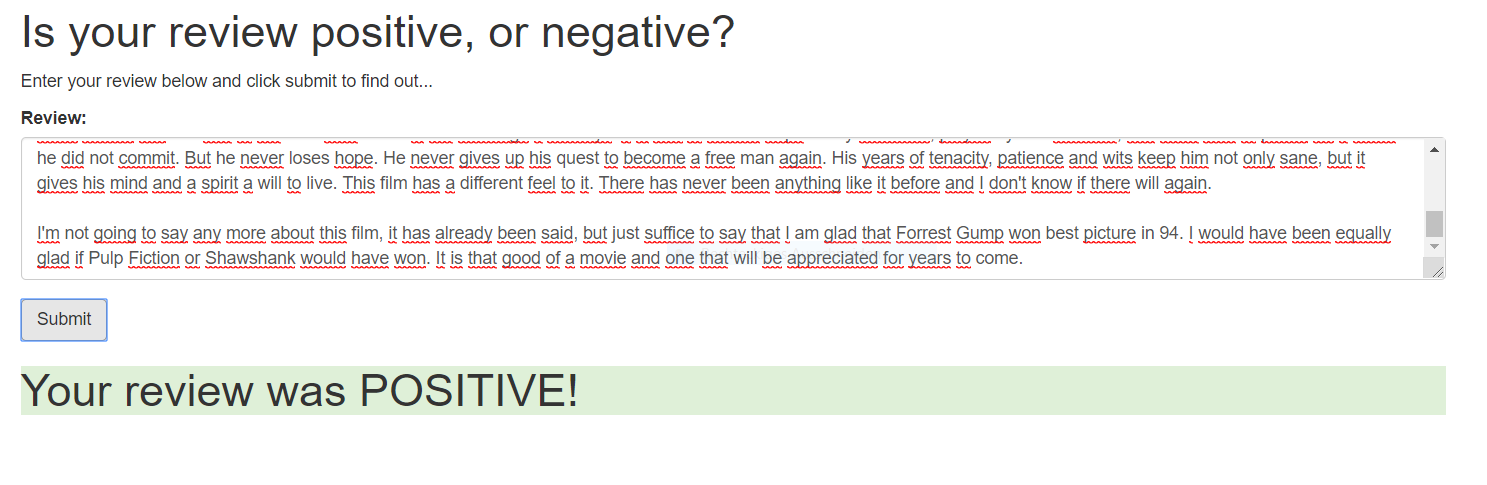 Is your review positive, or negative?
Enter your review below and click submit to find out...
Review:
he did not commit. But he never loses hope. He never gives up his quest to become a free man again. His years of tenacity, patience and wits keep him not only sane, but it
gives his mind and a spirit a will to live. This film has a different feel to it. There has never been anything like it before and I don't know if there will again.
I'm not going to say any more about this film, it has already been said, but just suffice to say that I am glad that Forrest Gump won best picture in 94. I would have been equally
glad if Pulp Fiction or Shawshank would have won. It is that good of a movie and one that will be appreciated for years to come.
Submit
Your review was POSITIVE!